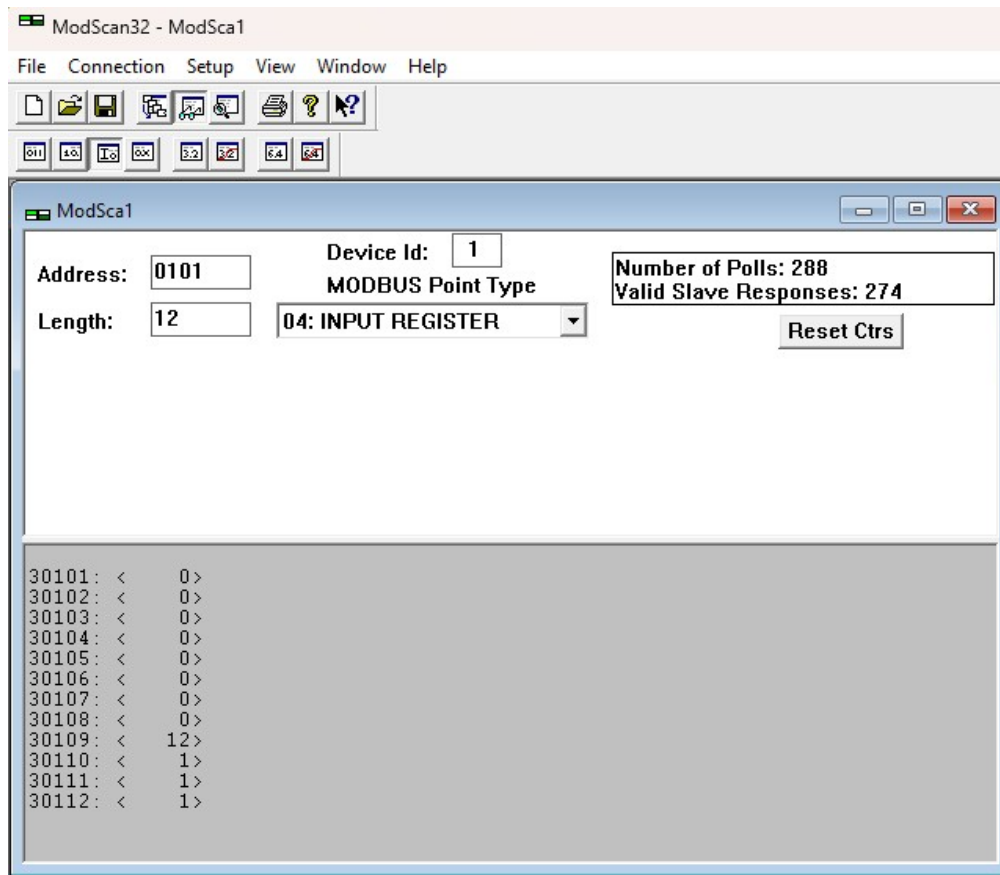 ModScan32 - ModSca1
File Connection Setup View Window Help
ModSca1
Device Id: 1
Address: 0101
MODBUS Point Type
Number of Polls: 288
Valid Slave Responses: 274
Length: 12
04: INPUT REGISTER
Reset Ctrs
30101: <     0>
30102: <     0>
30103: <     0>
30104: <     0>
30105: <     0>
30106: <     0>
30107: <     0>
30108: <     0>
30109: <    12>
30110: <     1>
30111: <     1>
30112: <     1>